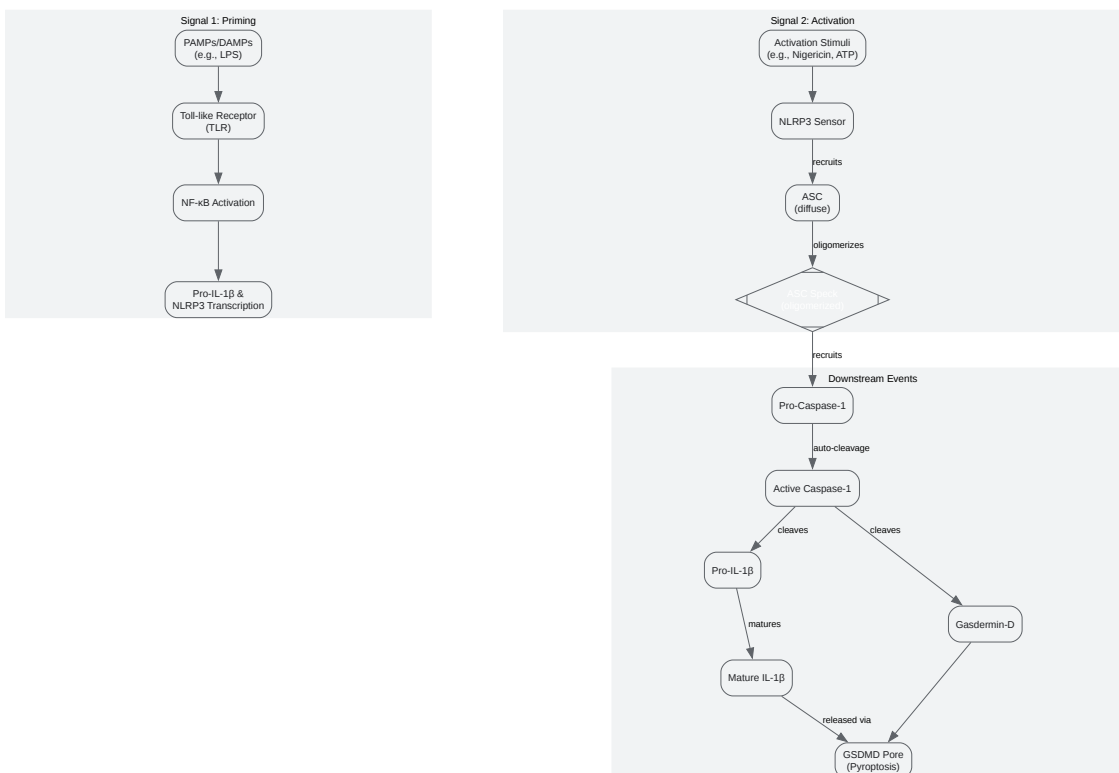 Signal 1: Priming
PAMPs/DAMPs
(e.g., LPS)
Toll-like Receptor
(TLR)
NF-κB Activation
Pro-IL-1β &
NLRP3 Transcription
Signal 2: Activation
Activation Stimuli
(e.g., Nigericin, ATP)
NLRP3 Sensor
recruits
ASC
(diffuse)
oligomerizes
ASC Speck
(oligomerized)
recruits
Downstream Events
Pro-Caspase-1
auto-cleavage
Active Caspase-1
cleaves
cleaves
Pro-IL-1β
Gasdermin-D
matures
Mature IL-1β
released via
GSDMD Pore
(Pyroptosis)